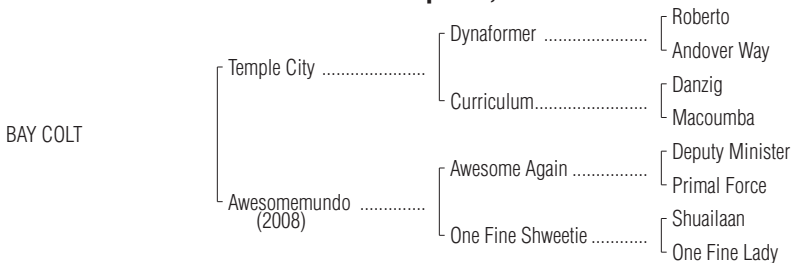 Roberto
Dynaformer ......................
Andover Way
Temple City ......................
Danzig
Curriculum........................
Macoumba
BAY COLT
Deputy Minister
Awesome Again ................
Primal Force
Awesomemundo ..............
(2008)
Shuailaan
One Fine Shweetie ............
One Fine Lady